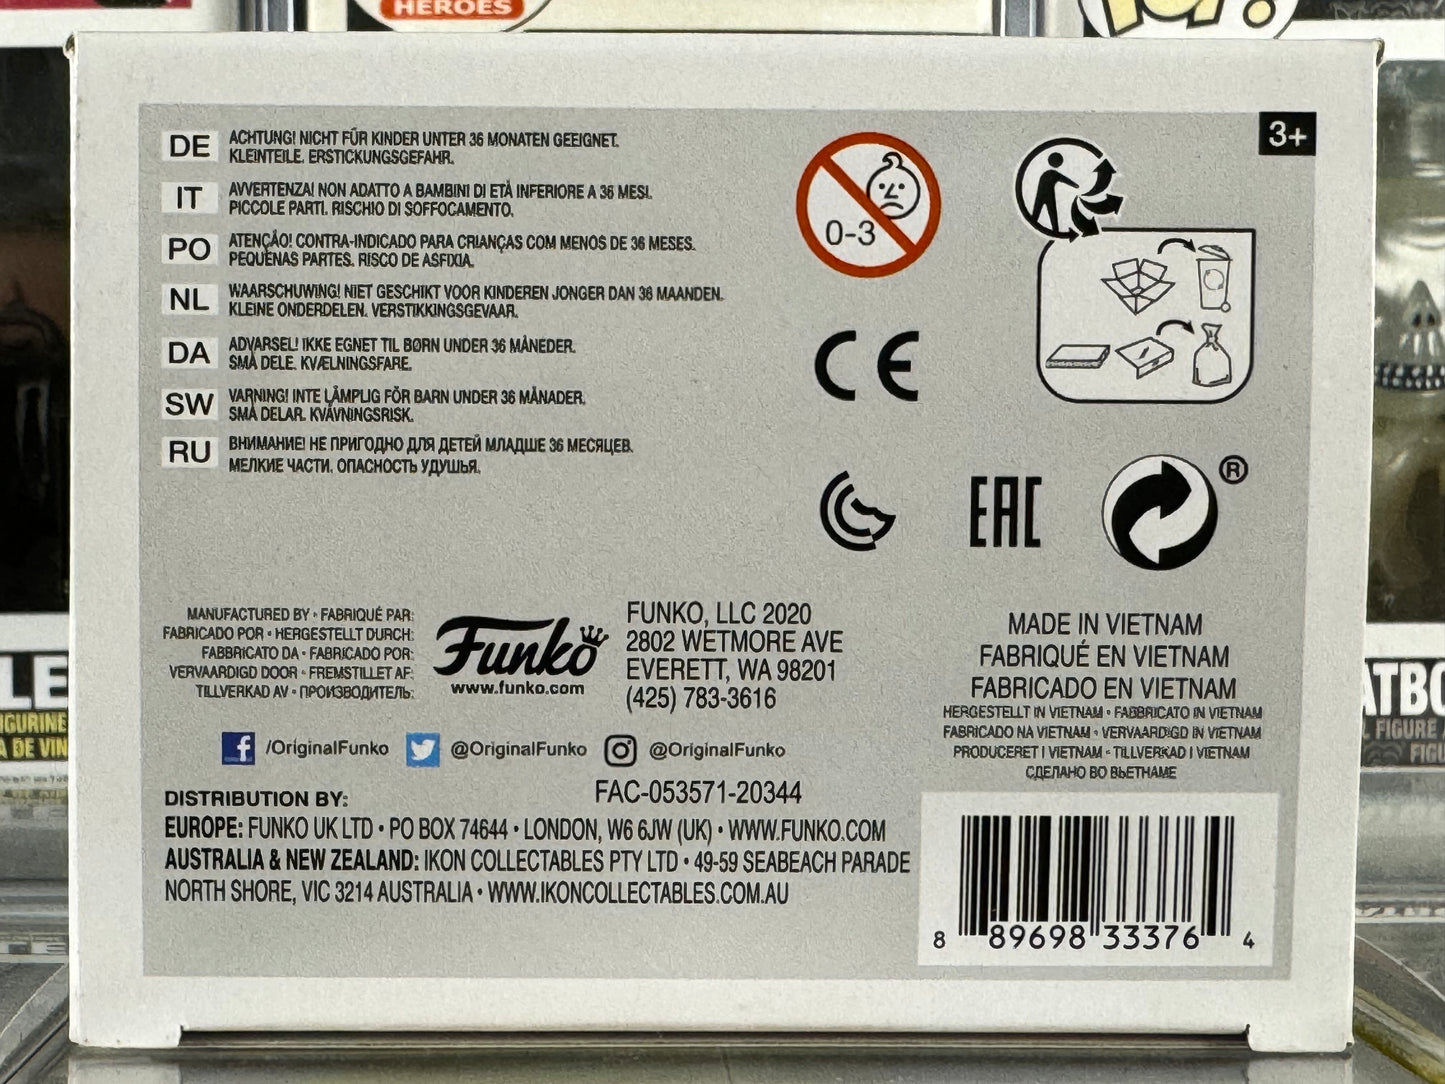 HEROES
POP!
3+
DE ACHTUNG! NICHT FÜR KINDER UNTER 36 MONATEN GEEIGNET.
KLEINTEILE. ERSTICKUNGSGEFAHR.
IT AVVERTENZA! NON ADATTO A BAMBINI DI ETÀ INFERIORE A 36 MESI.
PICCOLE PARTI. RISCHIO DI SOFFOCAMENTO.
PO ATENÇÃO! CONTRA-INDICADO PARA CRIANÇAS COM MENOS DE 36 MESES.
PEQUENAS PARTES. RISCO DE ASFIXIA.
NL WAARSCHUWING! NIET GESCHIKT VOOR KINDEREN JONGER DAN 36 MAANDEN.
KLEINE ONDERDELEN. VERSTIKKINGSGEVAAR.
DA ADVARSEL! IKKE EGNET TIL BØRN UNDER 36 MÅNEDER.
SMÅ DELE. KVÆLNINGSFARE.
SW VARNING! INTE LÄMPLIG FÖR BARN UNDER 36 MÅNADER.
SMÅ DELAR. KVÄVNINGSRISK.
RU ВНИМАНИЕ! НЕ ПРИГОДНО ДЛЯ ДЕТЕЙ МЛАДШЕ 36 МЕСЯЦЕВ.
МЕЛКИЕ ЧАСТИ. ОПАСНОСТЬ УДУШЬЯ.
0-3
CE
EAC
®
MANUFACTURED BY • FABRIQUÉ PAR:
FABRICADO POR • HERGESTELLT DURCH:
FABBRICATO DA • FABRICADO POR:
VERVAARDIGD DOOR • FREMSTILLET AF:
TILLVERKAD AV • ПРОИЗВОДИТЕЛЬ:
Funko
www.funko.com
FUNKO, LLC 2020
2802 WETMORE AVE
EVERETT, WA 98201
(425) 783-3616
MADE IN VIETNAM
FABRIQUÉ EN VIETNAM
FABRICADO EN VIETNAM
HERGESTELLT IN VIETNAM • FABBRICATO IN VIETNAM
FABRICADO NA VIETNAM • VERVAARDIGD IN VIETNAM
PRODUCERET I VIETNAM • TILLVERKAD I VIETNAM
СДЕЛАНО ВО ВЬЕТНАМЕ
/OriginalFunko @OriginalFunko @OriginalFunko
FAC-053571-20344
DISTRIBUTION BY:
EUROPE: FUNKO UK LTD • PO BOX 74644 • LONDON, W6 6JW (UK) • WWW.FUNKO.COM
AUSTRALIA & NEW ZEALAND: IKON COLLECTABLES PTY LTD • 49-59 SEABEACH PARADE
NORTH SHORE, VIC 3214 AUSTRALIA • WWW.IKONCOLLECTABLES.COM.AU
8 89698 33376 4
LE
IGURINE
A DE VIN
ATBO
FIGURE
FIGU